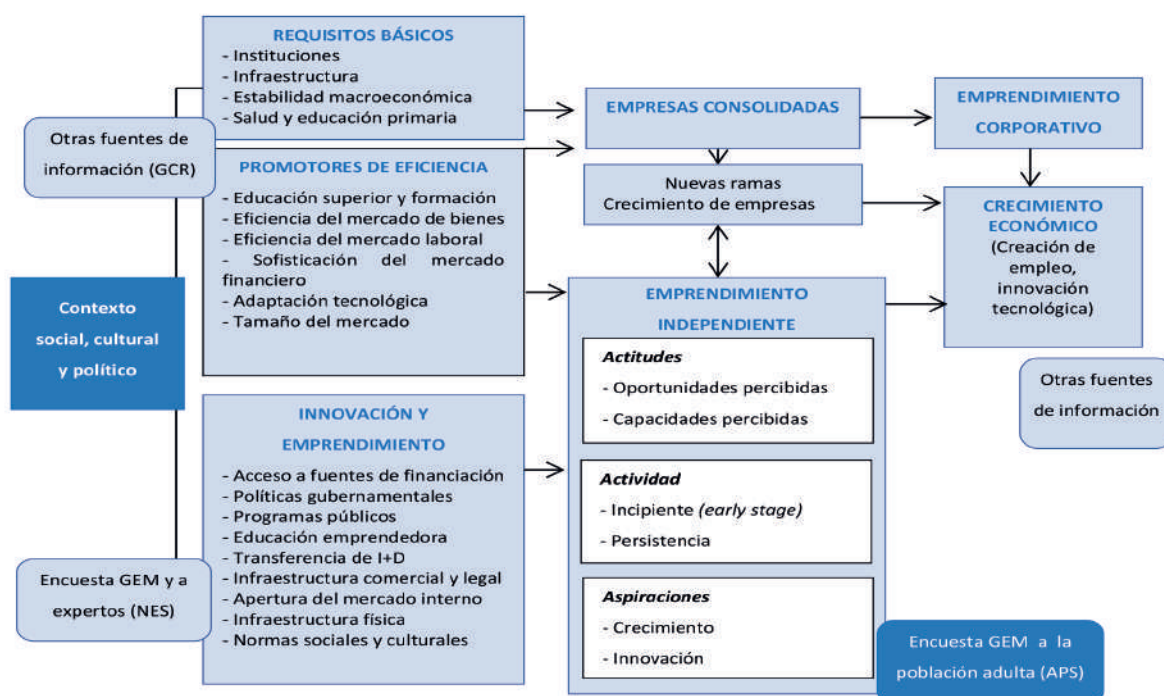 REQUISITOS BÁSICOS
- Instituciones
- Infraestructura
- Estabilidad macroeconómica
- Salud y educación primaria
Otras fuentes de
información (GCR)
PROMOTORES DE EFICIENCIA
- Educación superior y formación
- Eficiencia del mercado de bienes
- Eficiencia del mercado laboral
- Sofisticación del mercado
financiero
- Adaptación tecnológica
- Tamaño del mercado
Contexto
social, cultural
y político
INNOVACIÓN Y
EMPRENDIMIENTO
- Acceso a fuentes de financiación
- Políticas gubernamentales
- Programas públicos
- Educación emprendedora
- Transferencia de I+D
- Infraestructura comercial y legal
- Apertura del mercado interno
- Infraestructura física
- Normas sociales y culturales
Encuesta GEM y a
expertos (NES)
EMPRESAS CONSOLIDADAS
Nuevas ramas
Crecimiento de empresas
EMPRENDIMIENTO
INDEPENDIENTE
Actitudes
- Oportunidades percibidas
- Capacidades percibidas
Actividad
- Incipiente (early stage)
- Persistencia
Aspiraciones
- Crecimiento
- Innovación
EMPRENDIMIENTO
CORPORATIVO
CRECIMIENTO
ECONÓMICO
(Creación de
empleo,
innovación
tecnológica)
Otras fuentes
de información
Encuesta GEM a la
población adulta (APS)